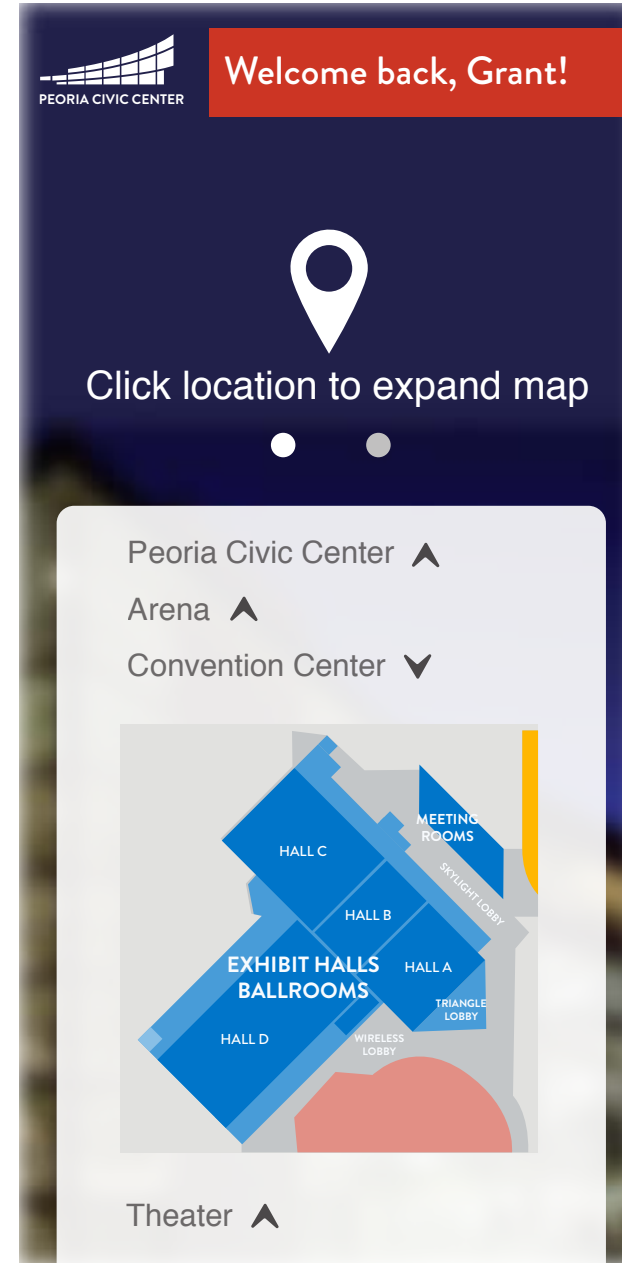 PEORIA CIVIC CENTER
Welcome back, Grant!
Click location to expand map
Peoria Civic Center
Arena
Convention Center
MEETING
ROOMS
SKYLIGHT LOBBY
HALL C
HALL B
HALL A
EXHIBIT HALLS
BALLROOMS
TRIANGLE
LOBBY
HALL D
WIRELESS
LOBBY
Theater